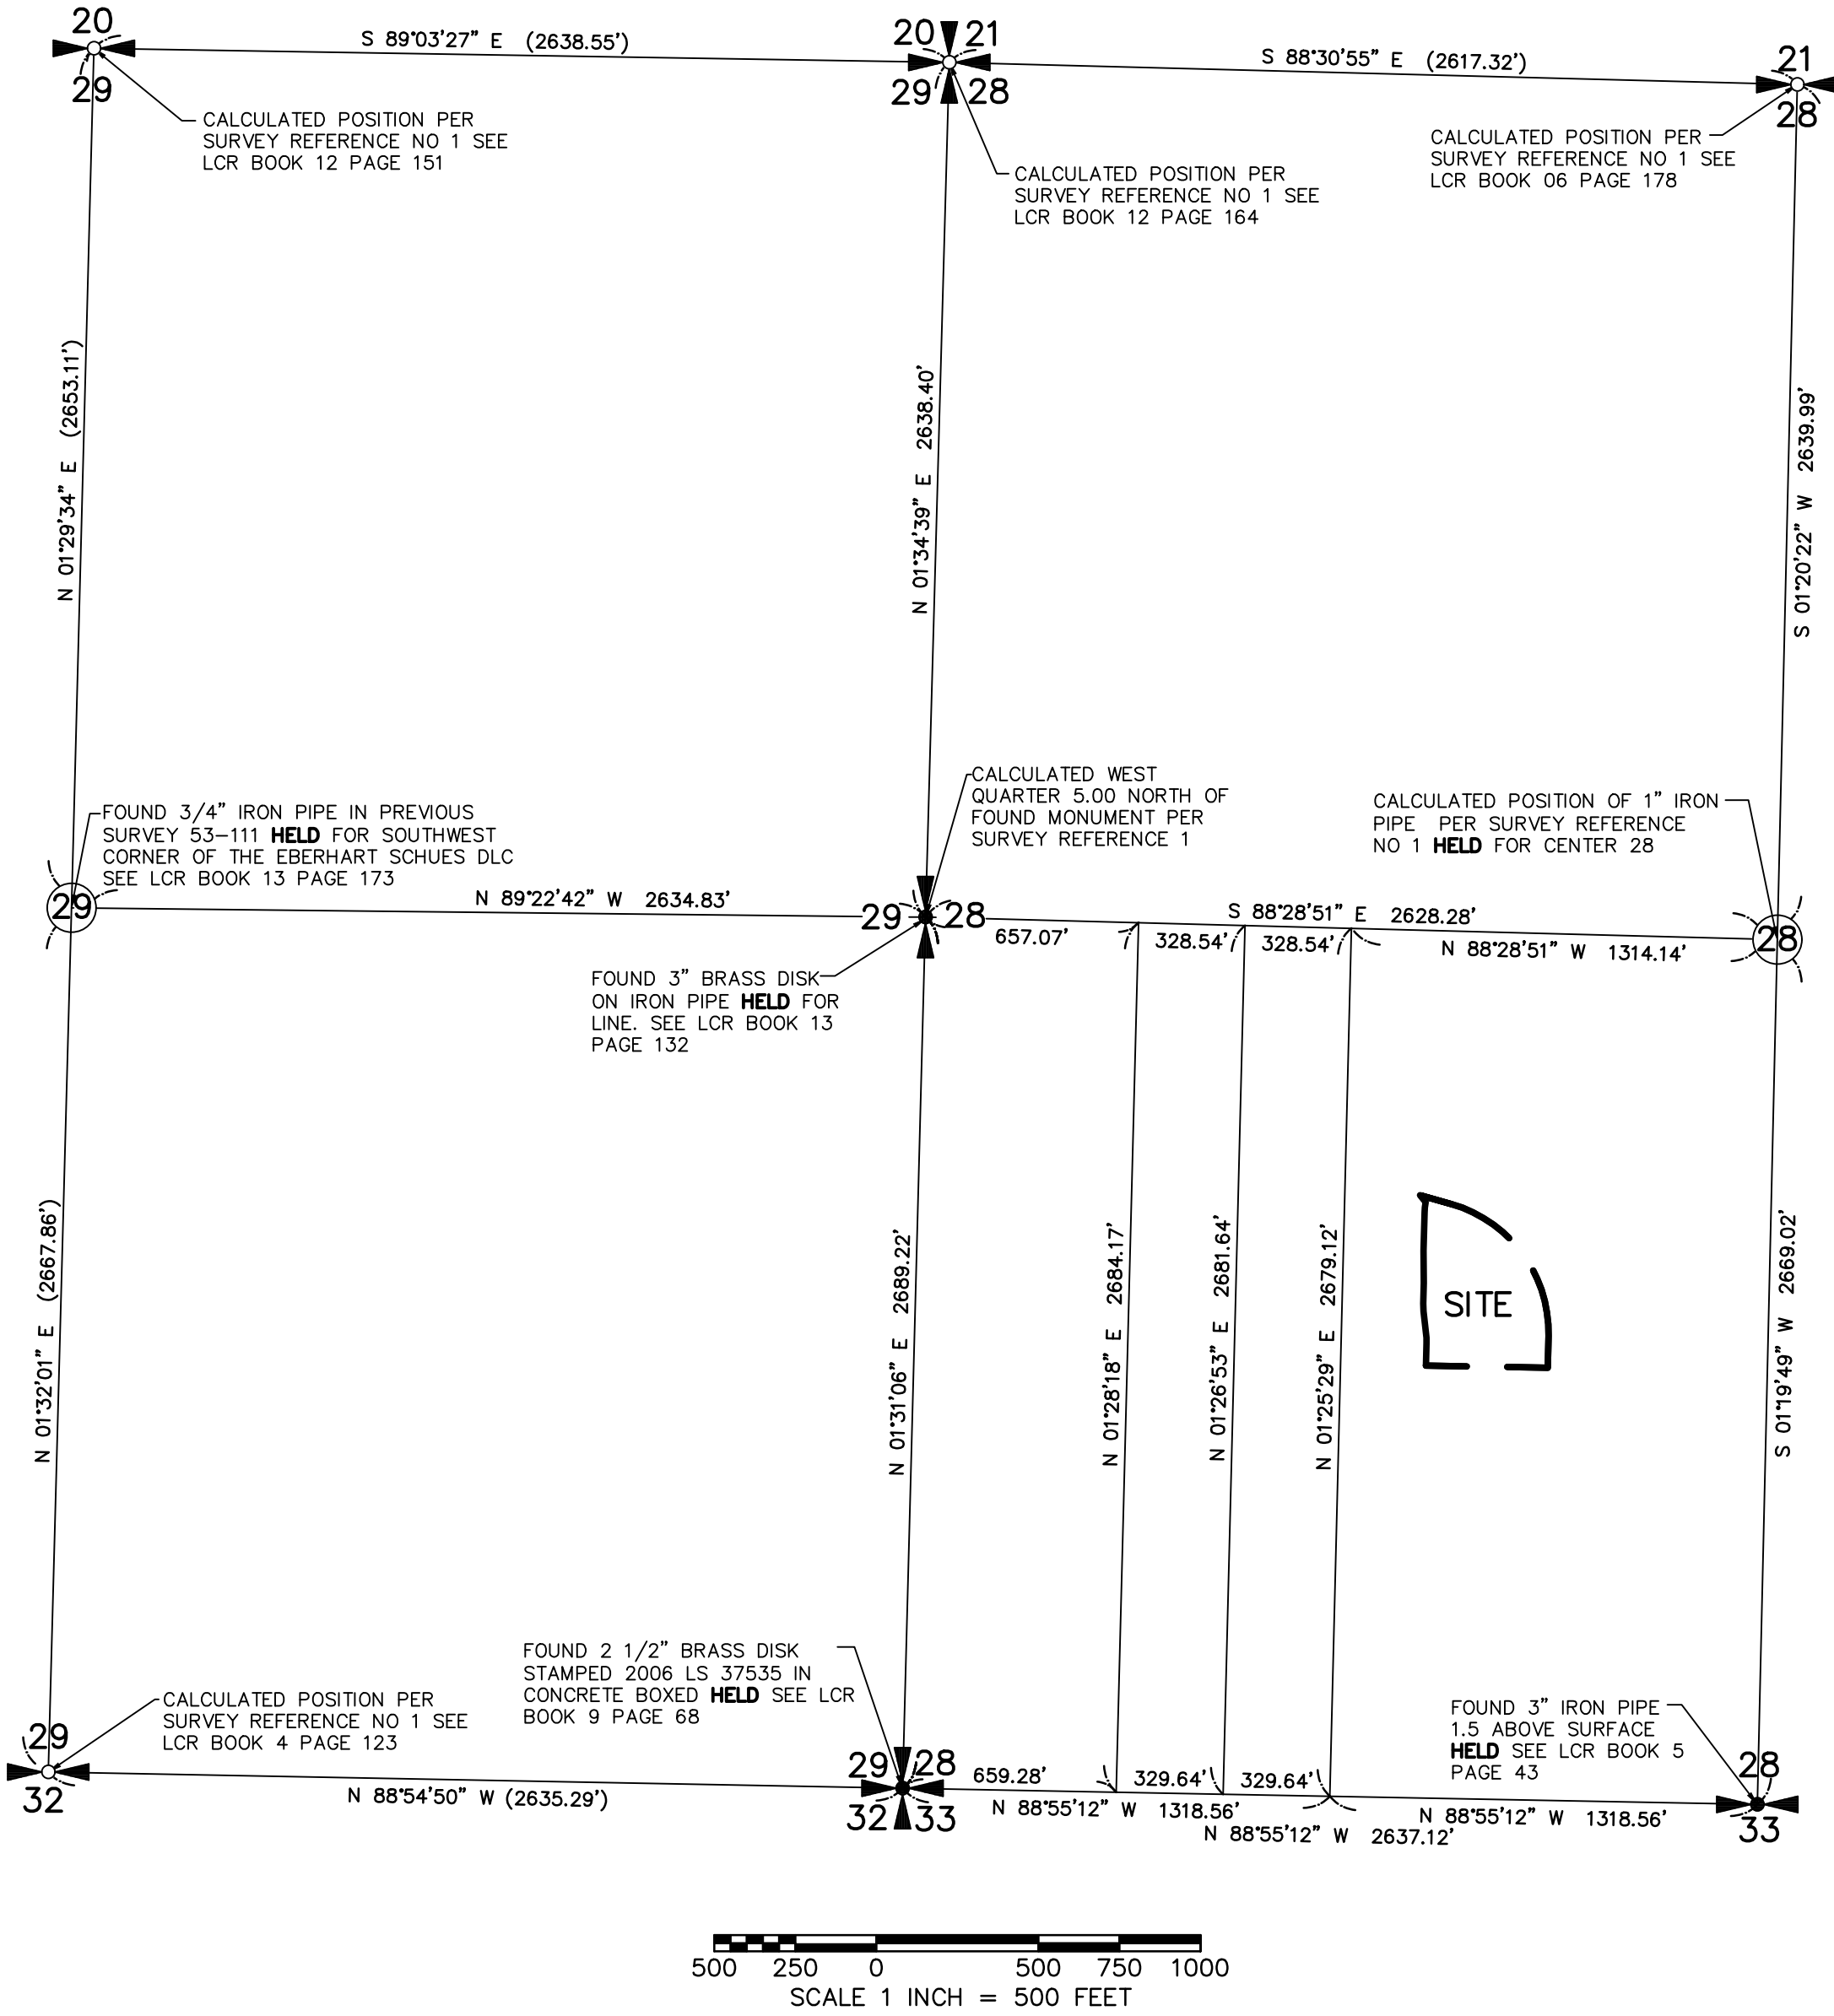 20
S 89°03'27" E (2638.55')
20 21
S 88°30'55" E (2617.32')
21
29
29 28
28
CALCULATED POSITION PER
SURVEY REFERENCE NO 1 SEE
LCR BOOK 12 PAGE 151
CALCULATED POSITION PER
SURVEY REFERENCE NO 1 SEE
LCR BOOK 12 PAGE 164
CALCULATED POSITION PER
SURVEY REFERENCE NO 1 SEE
LCR BOOK 06 PAGE 178
N 01°29'34" E (2653.11')
N 01°34'39" E 2638.40'
S 01°20'22" W 2639.99'
FOUND 3/4" IRON PIPE IN PREVIOUS
SURVEY 53-111 HELD FOR SOUTHWEST
CORNER OF THE EBERHART SCHUES DLC
SEE LCR BOOK 13 PAGE 173
CALCULATED WEST
QUARTER 5.00 NORTH OF
FOUND MONUMENT PER
SURVEY REFERENCE 1
CALCULATED POSITION OF 1" IRON
PIPE PER SURVEY REFERENCE
NO 1 HELD FOR CENTER 28
29
N 89°22'42" W 2634.83'
29 28
S 88°28'51" E 2628.28'
657.07'
328.54'
328.54'
N 88°28'51" W 1314.14'
28
FOUND 3" BRASS DISK
ON IRON PIPE HELD FOR
LINE. SEE LCR BOOK 13
PAGE 132
N 01°32'01" E (2667.86')
N 01°31'06" E 2689.22'
N 01°28'18" E 2684.17'
N 01°26'53" E 2681.64'
N 01°25'29" E 2679.12'
SITE
S 01°19'49" W 2669.02'
CALCULATED POSITION PER
SURVEY REFERENCE NO 1 SEE
LCR BOOK 4 PAGE 123
FOUND 2 1/2" BRASS DISK
STAMPED 2006 LS 37535 IN
CONCRETE BOXED HELD SEE LCR
BOOK 9 PAGE 68
FOUND 3" IRON PIPE
1.5 ABOVE SURFACE
HELD SEE LCR BOOK 5
PAGE 43
29
32
N 88°54'50" W (2635.29')
29 28
32 33
659.28'
329.64'
329.64'
N 88°55'12" W 1318.56'
N 88°55'12" W 2637.12'
N 88°55'12" W 1318.56'
28
33
500 250 0 500 750 1000
SCALE 1 INCH = 500 FEET